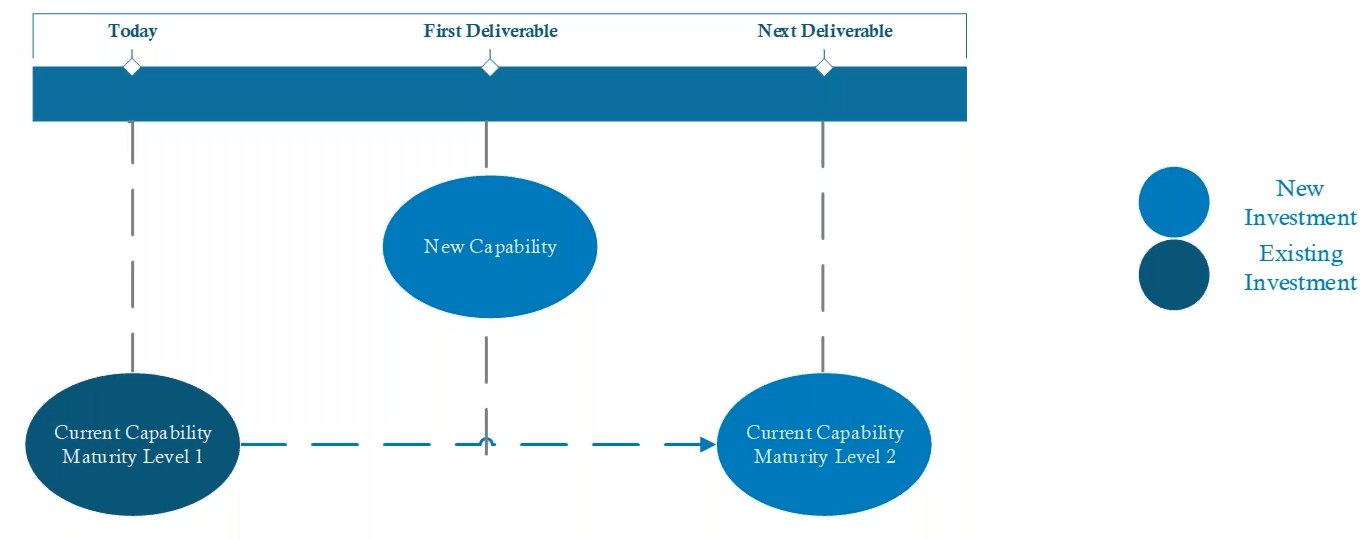 Today
First Deliverable
Next Deliverable
New Capability
New
Investment
Existing
Investment
Current Capability
Maturity Level 1
Current Capability
Maturity Level 2